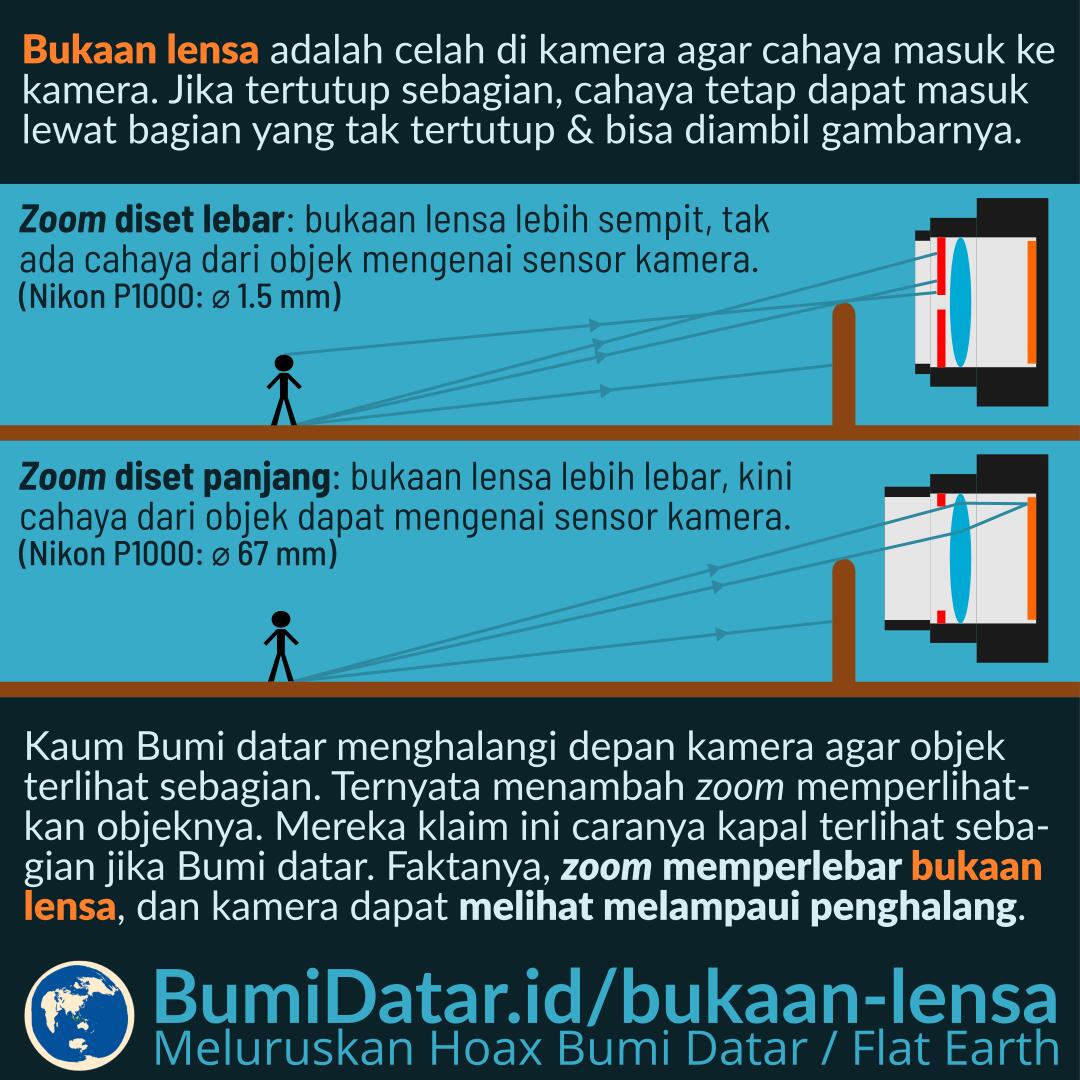 Bukaan lensa adalah celah di kamera agar cahaya masuk ke
kamera. Jika tertutup sebagian, cahaya tetap dapat masuk
lewat bagian yang tak tertutup & bisa diambil gambarnya.
Zoom diset lebar: bukaan lensa lebih sempit, tak
ada cahaya dari objek mengenai sensor kamera.
(Nikon P1000: ⌀ 1.5 mm)
Zoom diset panjang: bukaan lensa lebih lebar, kini
cahaya dari objek dapat mengenai sensor kamera.
(Nikon P1000: ⌀ 67 mm)
Kaum Bumi datar menghalangi depan kamera agar objek
terlihat sebagian. Ternyata menambah zoom memperlihat-
kan objeknya. Mereka klaim ini caranya kapal terlihat seba-
gian jika Bumi datar. Faktanya, zoom memperlebar bukaan
lensa, dan kamera dapat melihat melampaui penghalang.
BumiDatar.id/bukaan-lensa
Meluruskan Hoax Bumi Datar / Flat Earth